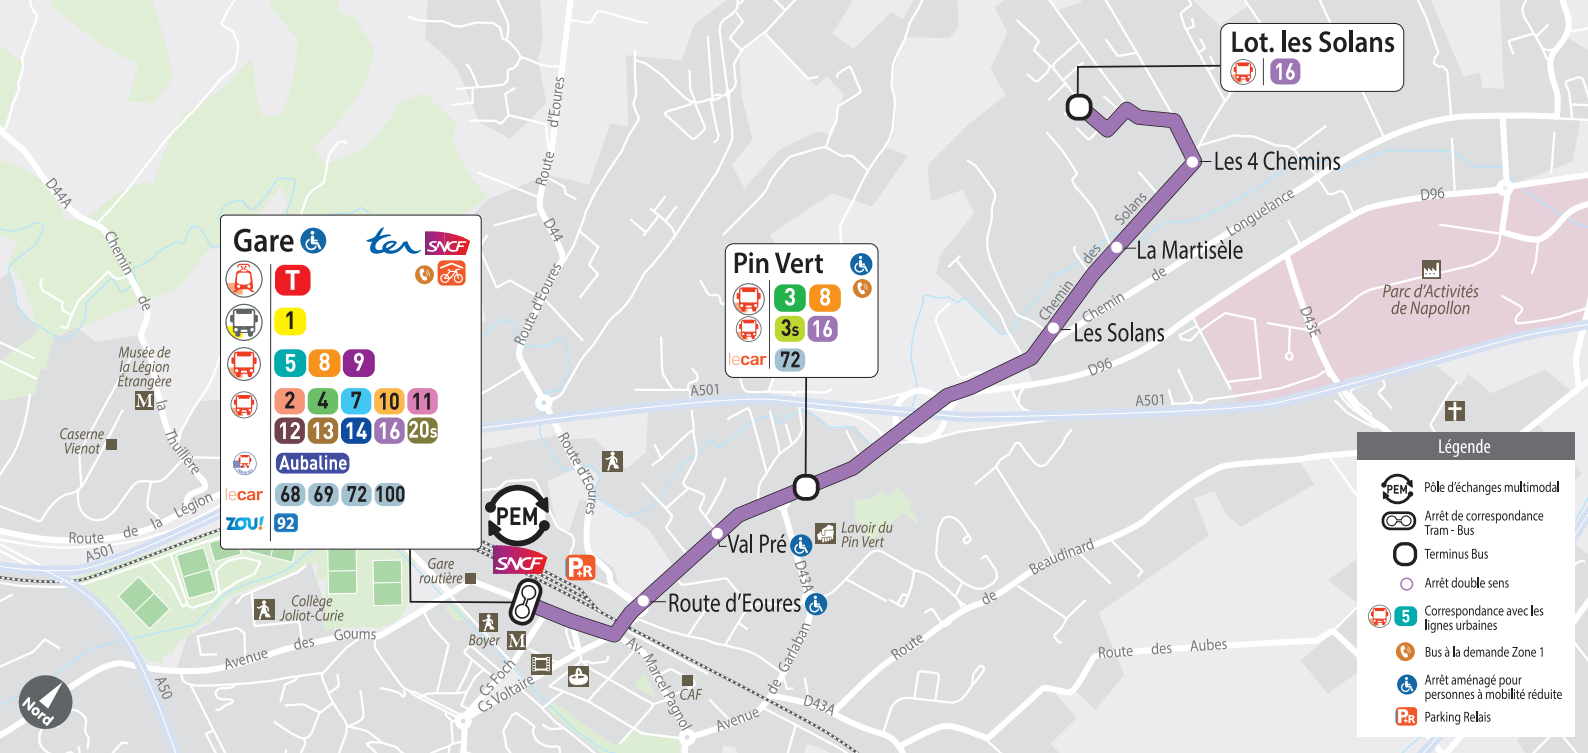 Lot. les Solans
16
Les 4 Chemins
La Martisèle
Les Solans
Chemin des Solans
Chemin de Longuelance
D96
D96
D43E
Parc d'Activités
de Napollon
A501
A501
Route d'Eoures
D44
Route d'Eoures
Route d'Eoures
D44A
Chemin de la Thuilière
Musée de
la Légion
Étrangère
M
Caserne
Vienot
Route de la Légion
A501
A50
Gare
ter SNCF
T
1
5 8 9
2 4 7 10 11
12 13 14 16 20s
Aubaline
lecar 68 69 72 100
ZOU! 92
Pin Vert
3 8
3s 16
lecar 72
PEM
SNCF
P+R
Gare
routière
Val Pré
Lavoir du
Pin Vert
D43A
Route d'Eoures
Collège
Joliot-Curie
Boyer
M
Avenue des Goums
Cs Foch
Cs Voltaire
Av. Marcel Pagnol
CAF
Avenue de Garlaban
D43A
Route de Beaudinard
Route des Aubes
Nord
Légende
PEM Pôle d'échanges multimodal
Arrêt de correspondance
Tram - Bus
Terminus Bus
Arrêt double sens
5 Correspondance avec les
lignes urbaines
Bus à la demande Zone 1
Arrêt aménagé pour
personnes à mobilité réduite
P+R Parking Relais